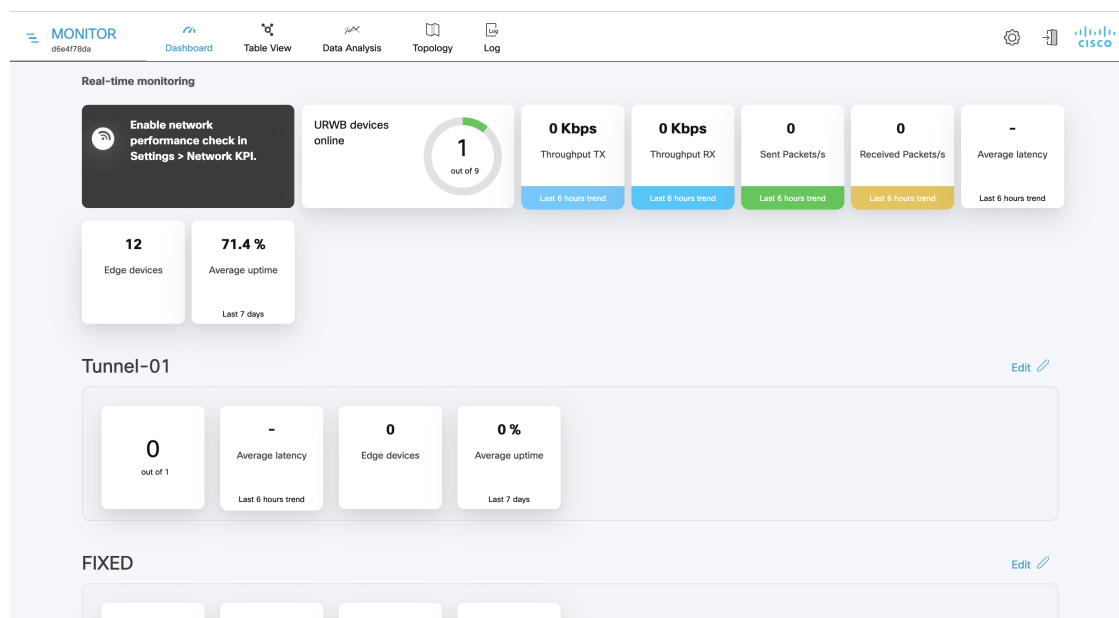 MONITOR
d6e4f78da
Dashboard
Table View
Data Analysis
Topology
Log
Log
CISCO
Real-time monitoring
Enable network
performance check in
Settings > Network KPI.
URWB devices
online
1
out of 9
0 Kbps
Throughput TX
Last 6 hours trend
0 Kbps
Throughput RX
Last 6 hours trend
0
Sent Packets/s
Last 6 hours trend
0
Received Packets/s
Last 6 hours trend
-
Average latency
Last 6 hours trend
12
Edge devices
71.4 %
Average uptime
Last 7 days
Tunnel-01
Edit
0
out of 1
-
Average latency
Last 6 hours trend
0
Edge devices
0 %
Average uptime
Last 7 days
FIXED
Edit